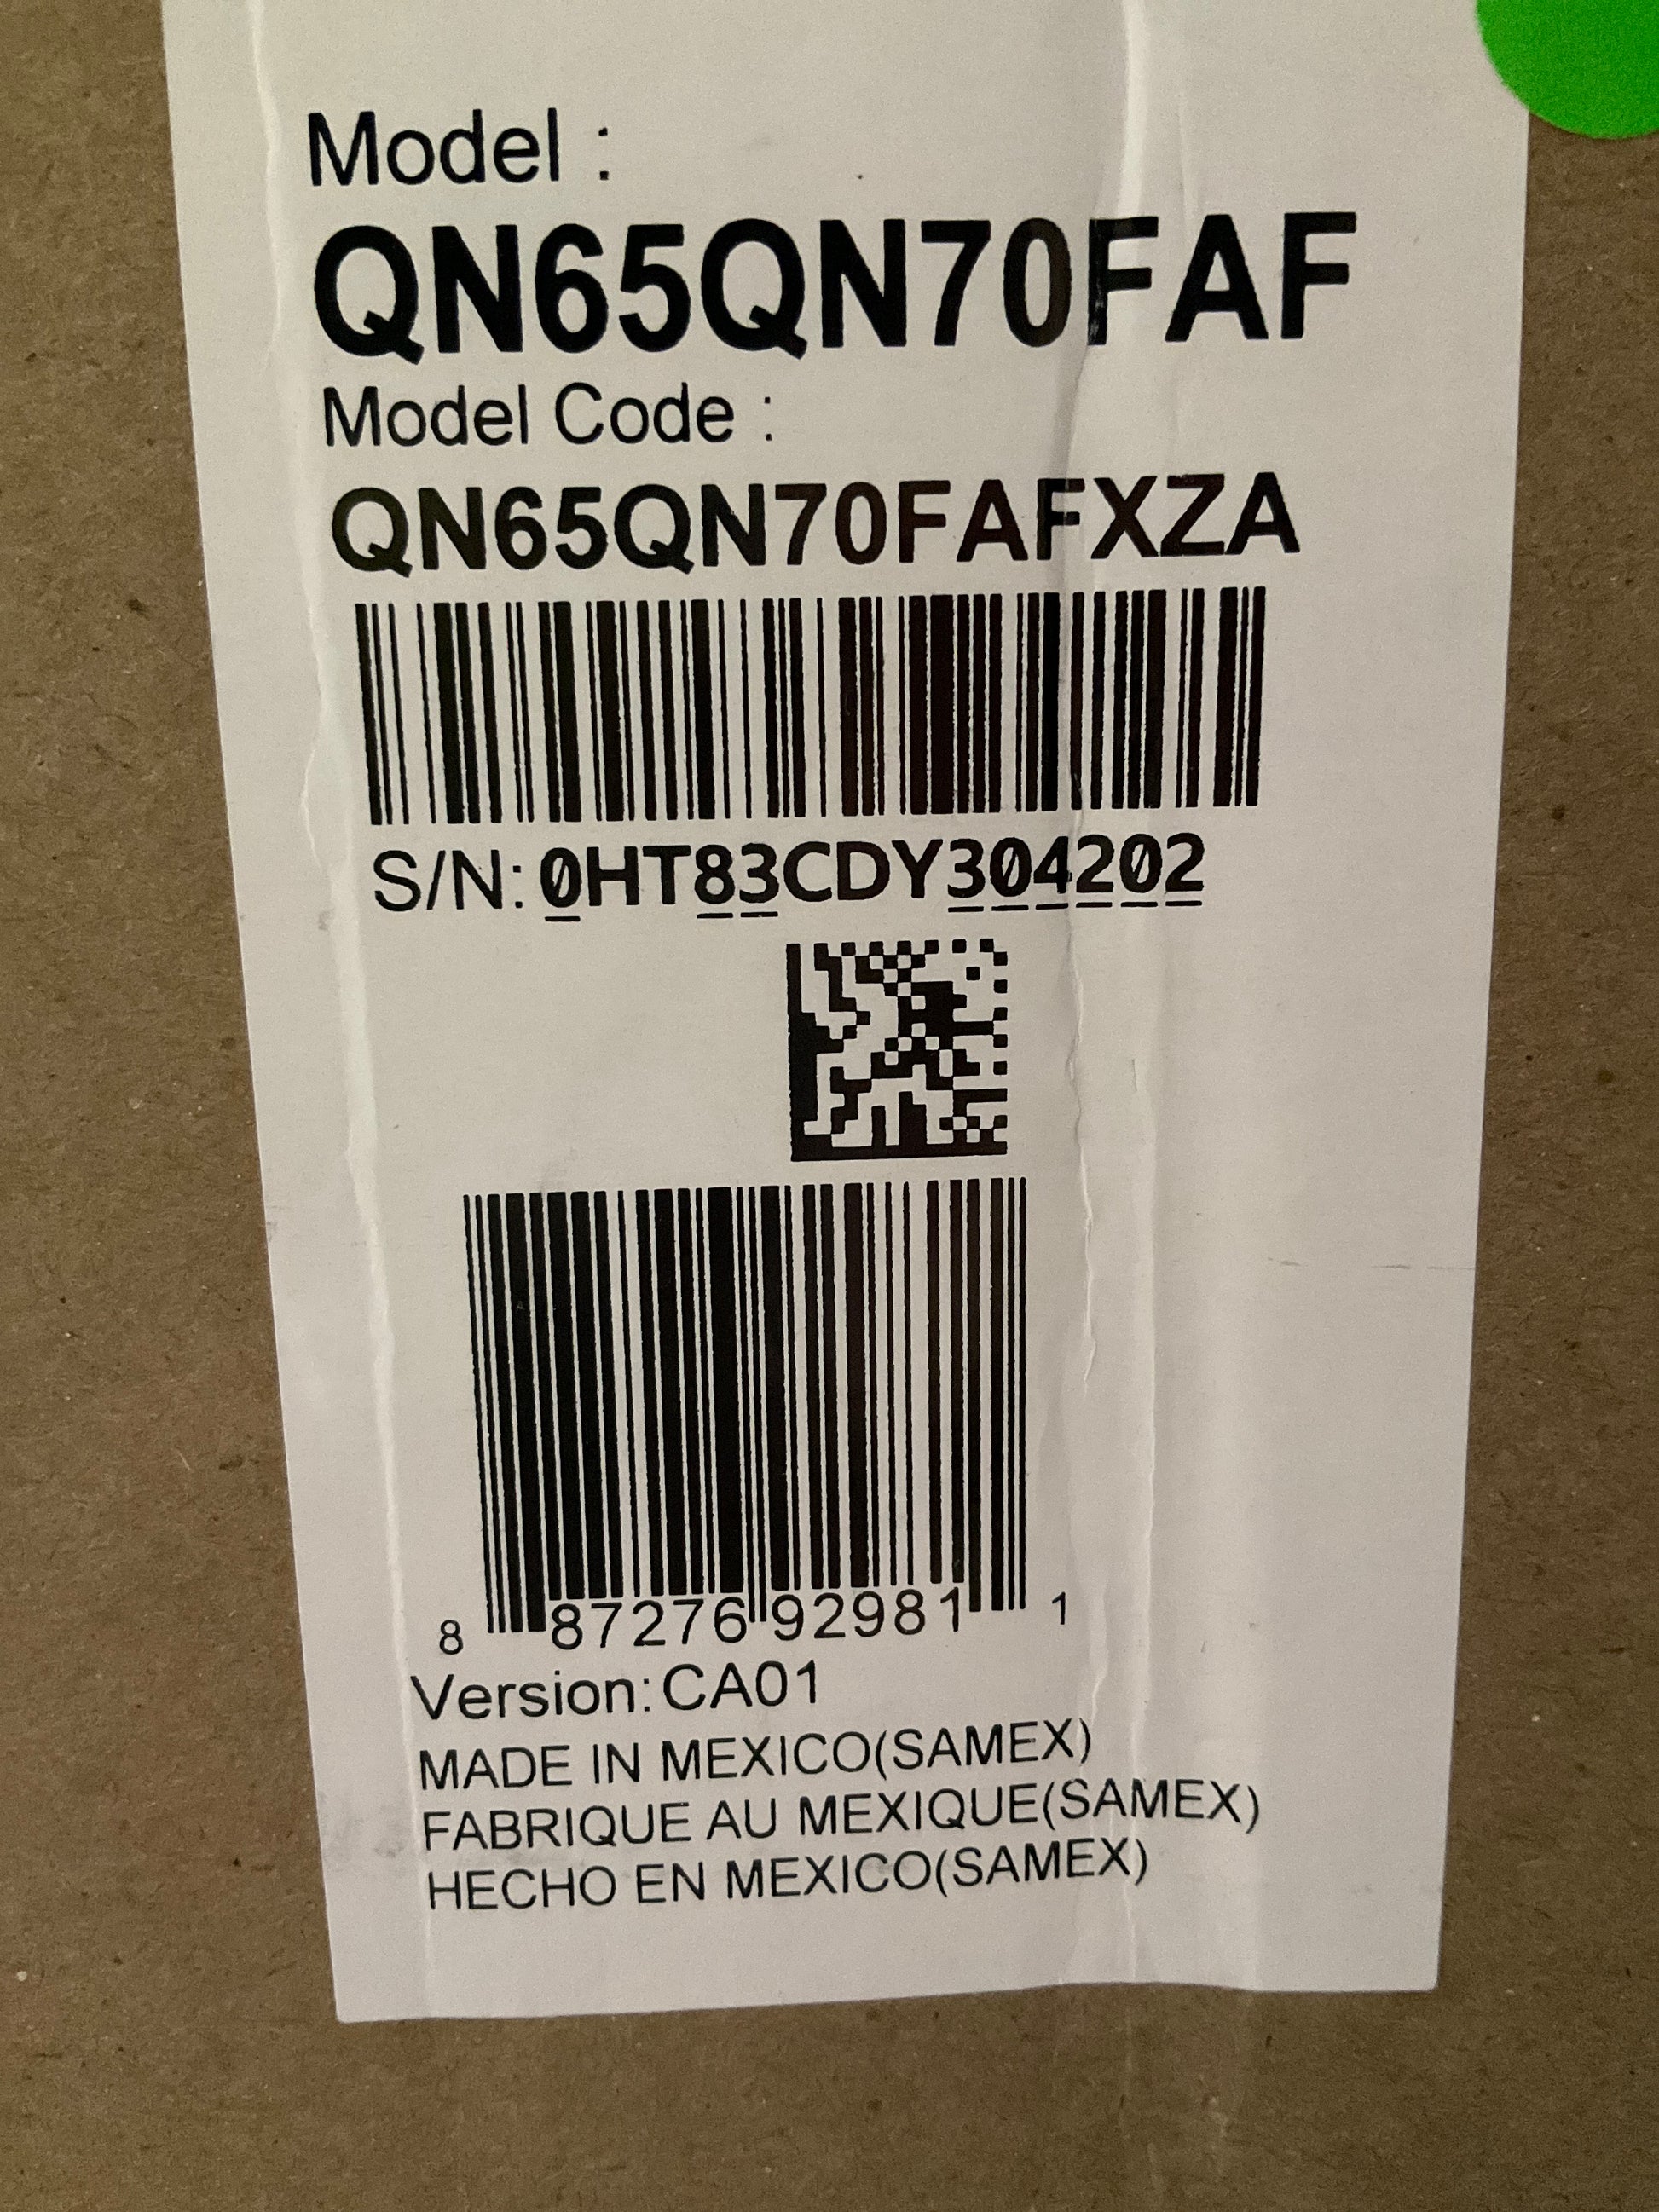 Model :
QN65QN70FAF
Model Code :
QN65QN70FAFXZA
S/N: 0HT83CDY304202
8 87276 92981 1
Version: CA01
MADE IN MEXICO(SAMEX)
FABRIQUE AU MEXIQUE(SAMEX)
HECHO EN MEXICO(SAMEX)